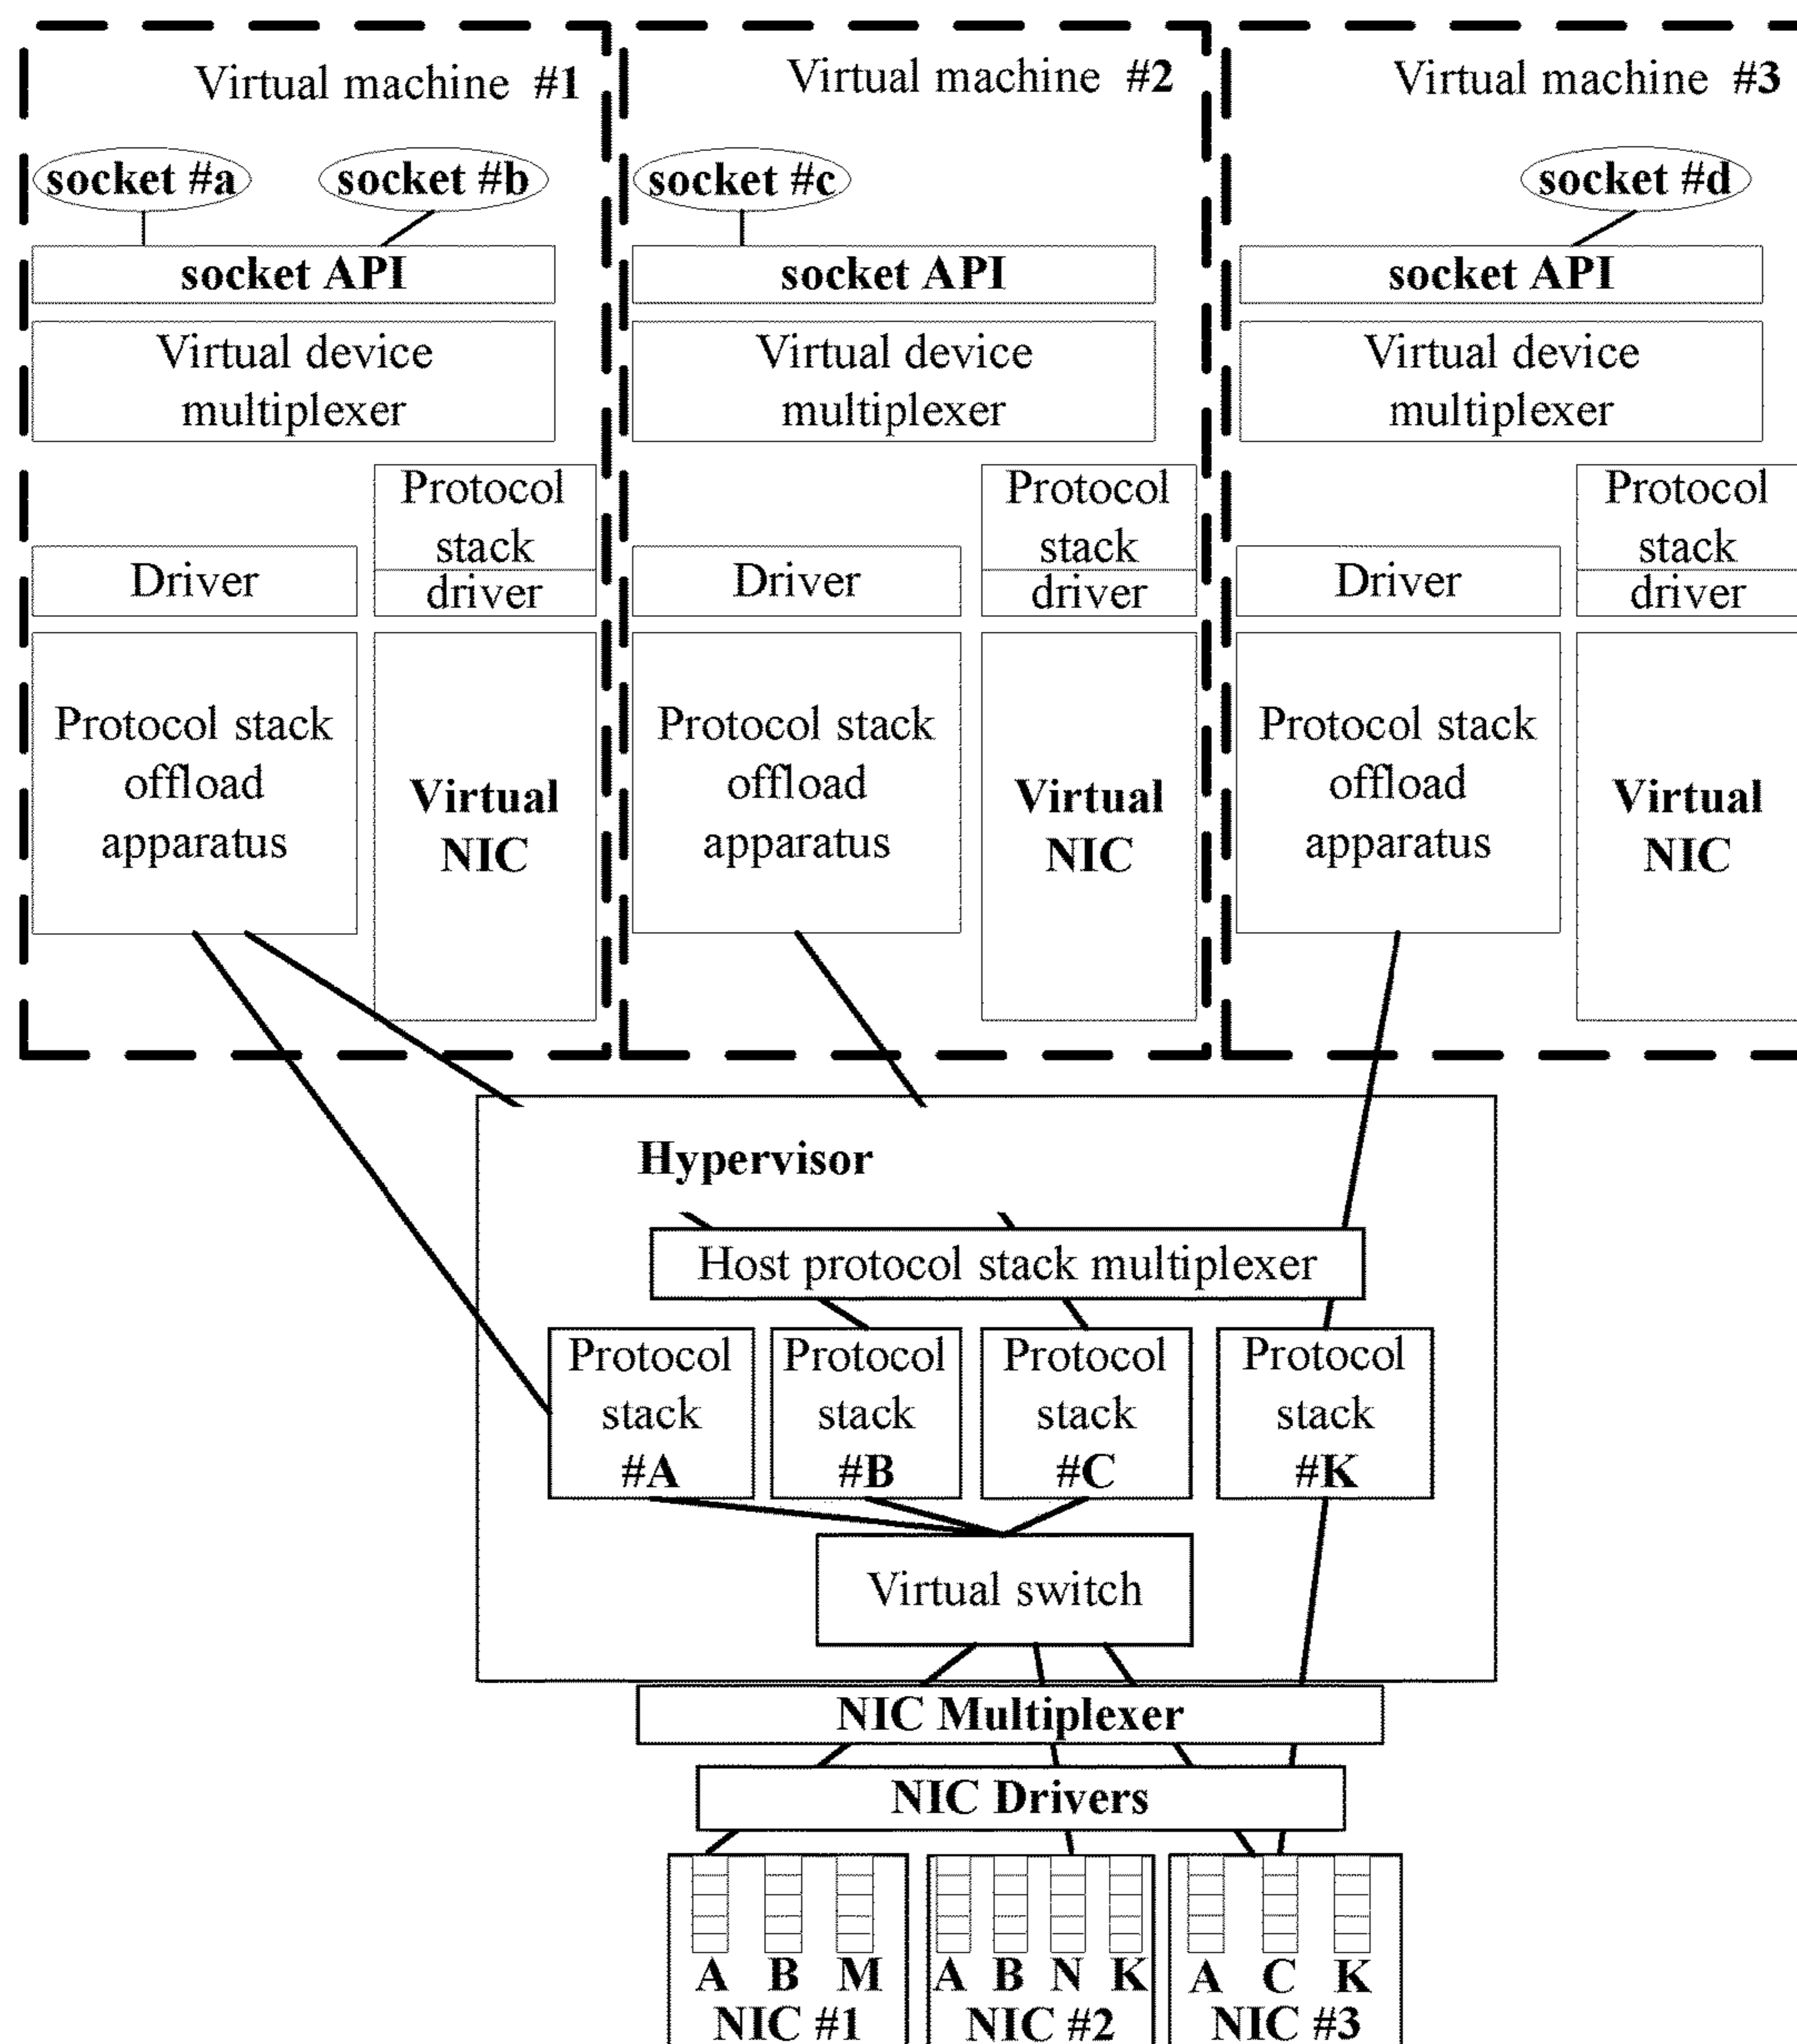 Virtual machine #1
Virtual machine #2
Virtual machine #3
socket #a
socket #b
socket #c
socket #d
socket API
socket API
socket API
Virtual device
multiplexer
Virtual device
multiplexer
Virtual device
multiplexer
Protocol
stack
driver
Protocol
stack
driver
Protocol
stack
driver
Driver
Driver
Driver
Protocol stack
offload
apparatus
Virtual
NIC
Protocol stack
offload
apparatus
Virtual
NIC
Protocol stack
offload
apparatus
Virtual
NIC
Hypervisor
Host protocol stack multiplexer
Protocol
stack
#A
Protocol
stack
#B
Protocol
stack
#C
Protocol
stack
#K
Virtual switch
NIC Multiplexer
NIC Drivers
A B M
NIC #1
A B N K
NIC #2
A C K
NIC #3